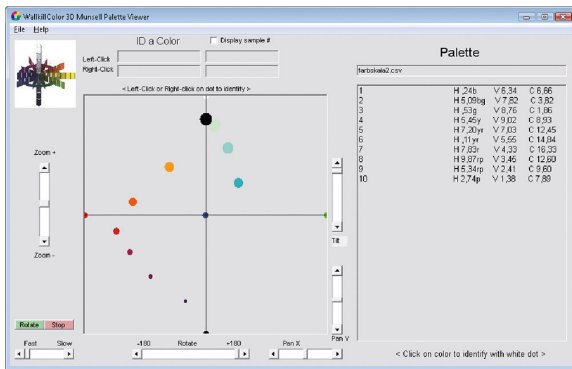 WallkillColor 3D Munsell Palette Viewer
File Help
ID a Color
Display sample #
Left-Click
Right-Click
< Left-Click or Right-click on dot to identify >
Zoom +
Zoom -
Rotate Stop
Fast Slow
-180 Rotate +180
Pan X
Tilt
Pan Y
Palette
farbskala2.csv
1 H ,24b V 6,34 C 6,66
2 H 5,09bg V 7,82 C 3,82
3 H ,53g V 8,76 C 1,86
4 H 5,45y V 9,02 C 8,93
5 H 7,20yr V 7,03 C 12,45
6 H ,11yr V 5,55 C 14,84
7 H 7,83r V 4,33 C 16,33
8 H 9,87rp V 3,45 C 12,60
9 H 5,34rp V 2,41 C 9,60
10 H 2,74p V 1,38 C 7,89
< Click on color to identify with white dot >